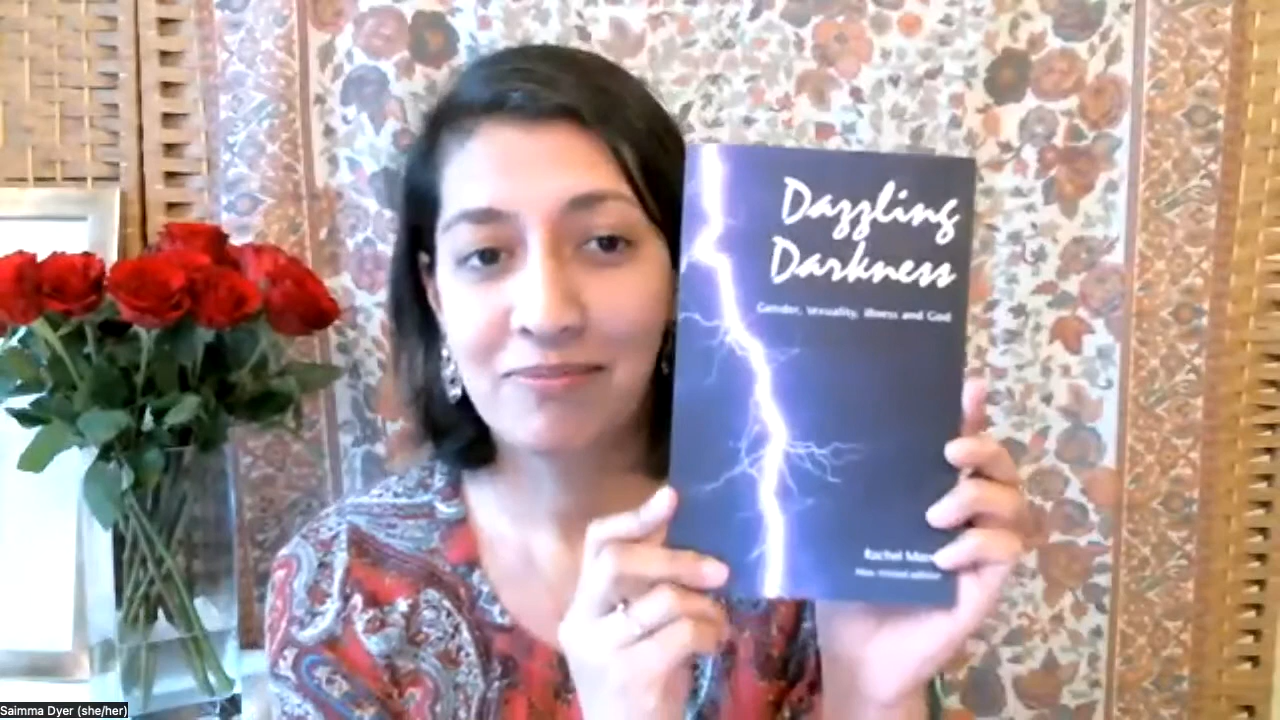 Dazzling
Darkness
Gender, sexuality, illness and God
Rachel
New revised edition
Saimma Dyer (she/her)